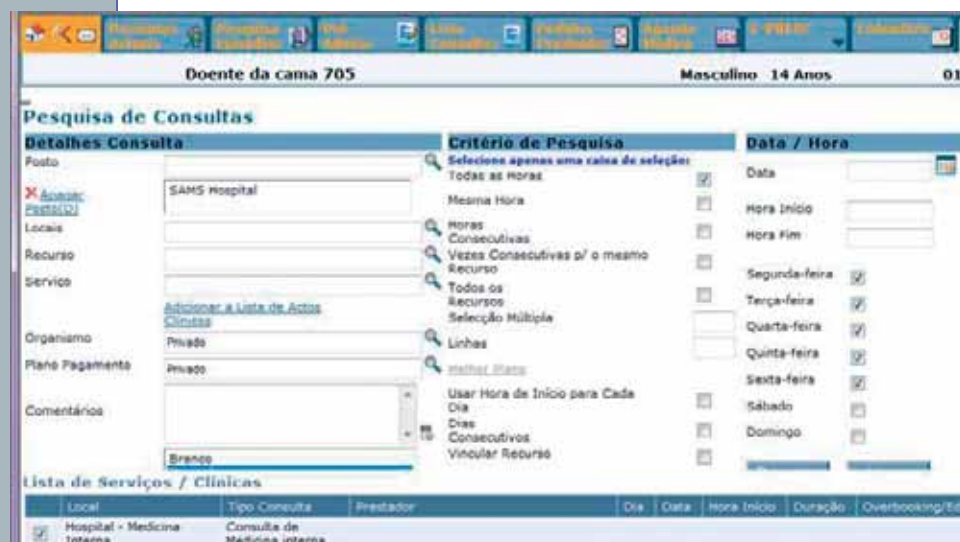 Doente da cama 705 Masculino 14 Anos 01
Pesquisa de Consultas
Detalhes Consulta
Posto
SAMS Hospital
Apagar
Posto(D)
Locais
Recurso
Serviço
Adicionar a Lista de Actos
Clínicos
Organismo Privado
Plano Pagamento Privado
Comentários
Branco
Critério de Pesquisa
Selecione apenas uma caixa de seleção:
Todas as Horas
Mesma Hora
Horas
Consecutivas
Vezes Consecutivas p/ o mesmo
Recurso
Todos os
Recursos
Selecção Múltipla
Linhas
Melhor Plano
Usar Hora de Início para Cada
Dia
Dias
Consecutivos
Vincular Recurso
Data / Hora
Data
Hora Início
Hora Fim
Segunda-feira
Terça-feira
Quarta-feira
Quinta-feira
Sexta-feira
Sábado
Domingo
Lista de Serviços / Clínicas
Local Tipo Consulta Prestador Dia Data Hora Início Duração Overbooking/Ed
Hospital - Medicina Consulta de
Interna Medicina interna